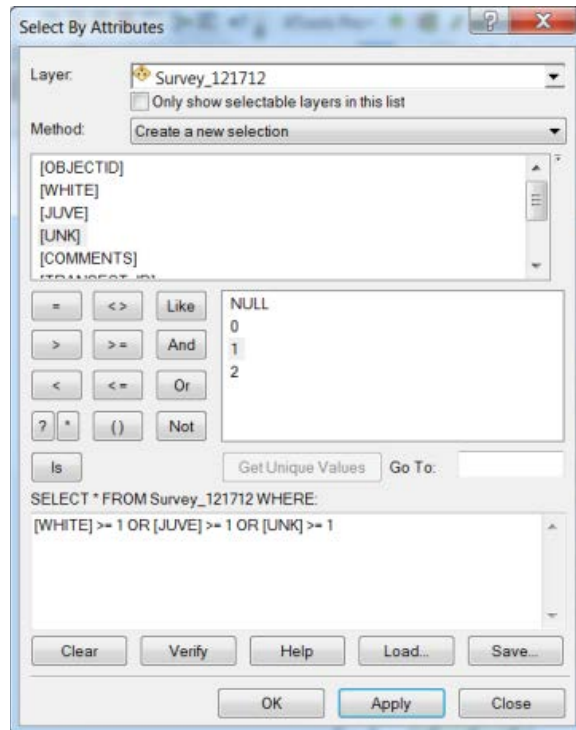 Select By Attributes
Layer: Survey_121712
Only show selectable layers in this list
Method: Create a new selection
[OBJECTID]
[WHITE]
[JUVE]
[UNK]
[COMMENTS]
= <> Like
> >= And
< <= Or
? * () Not
Is
NULL
0
1
2
Get Unique Values Go To:
SELECT * FROM Survey_121712 WHERE:
[WHITE] >= 1 OR [JUVE] >= 1 OR [UNK] >= 1
Clear Verify Help Load... Save...
OK Apply Close